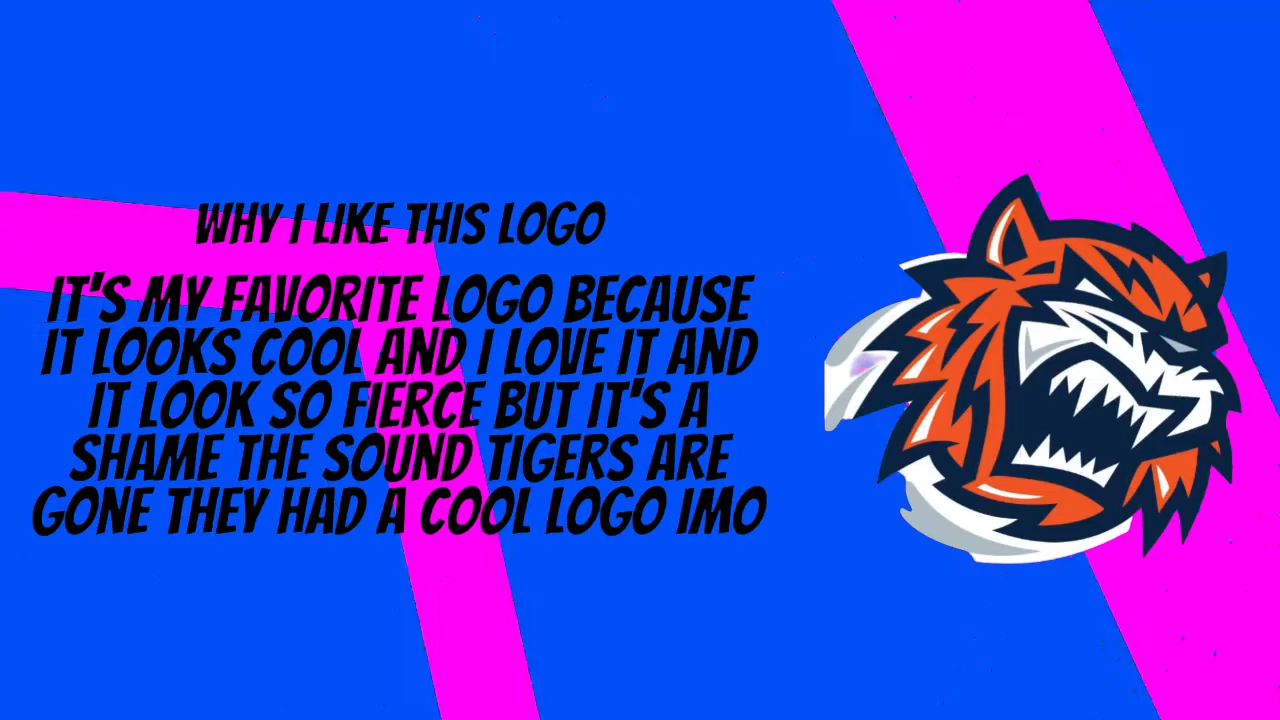 WHY I LIKE THIS LOGO
IT'S MY FAVORITE LOGO BECAUSE
IT LOOKS COOL AND I LOVE IT AND
IT LOOK SO FIERCE BUT IT'S A
SHAME THE SOUND TIGERS ARE
GONE THEY HAD A COOL LOGO IMO